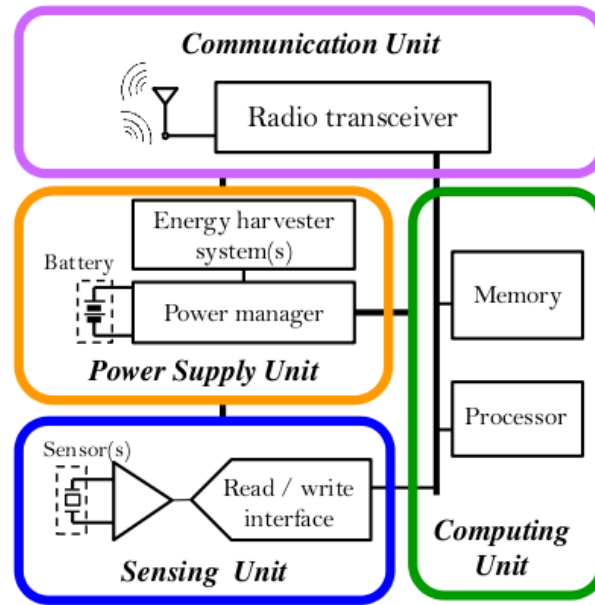 Communication Unit
Radio transceiver
Energy harvester
system(s)
Battery
Power manager
Power Supply Unit
Memory
Processor
Sensor(s)
Read / write
interface
Sensing Unit
Computing
Unit